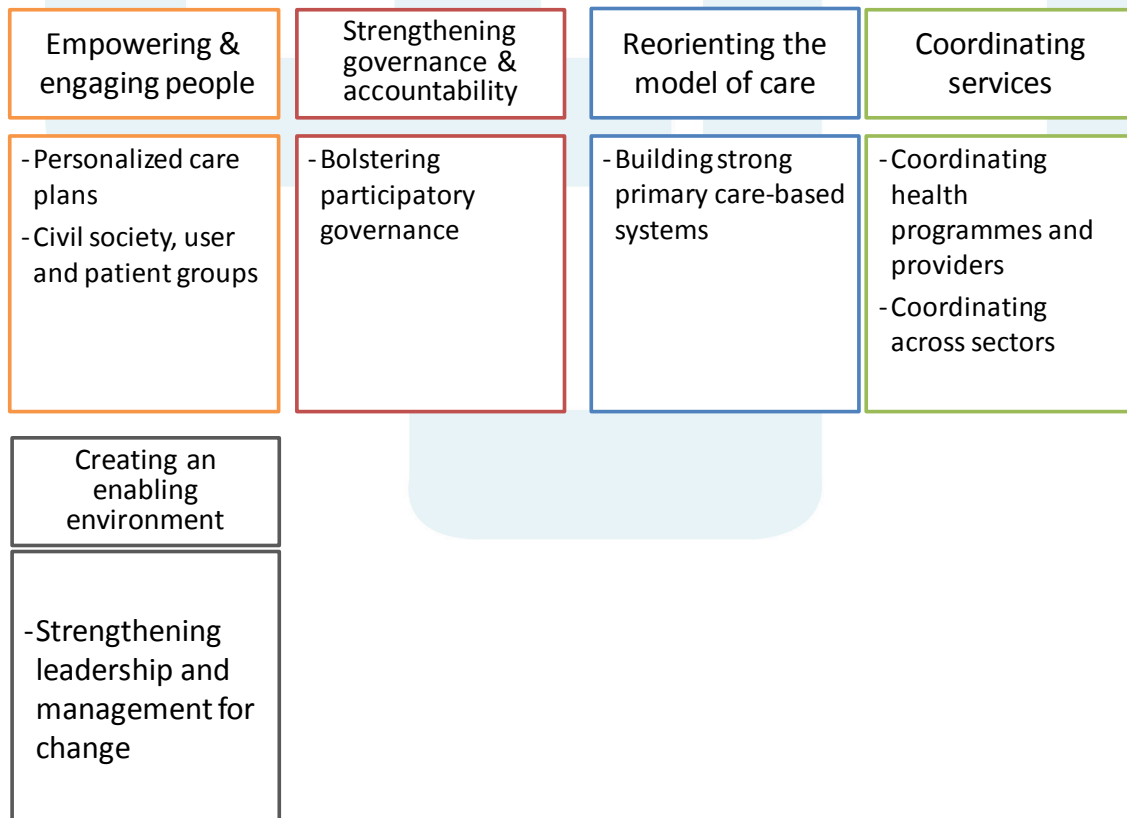 Empowering &
engaging people
Strengthening
governance &
accountability
Reorienting the
model of care
Coordinating
services
-Personalized care
plans
-Civil society, user
and patient groups
-Bolstering
participatory
governance
-Building strong
primary care-based
systems
-Coordinating
health
programmes and
providers
-Coordinating
across sectors
Creating an
enabling
environment
-Strengthening
leadership and
management for
change